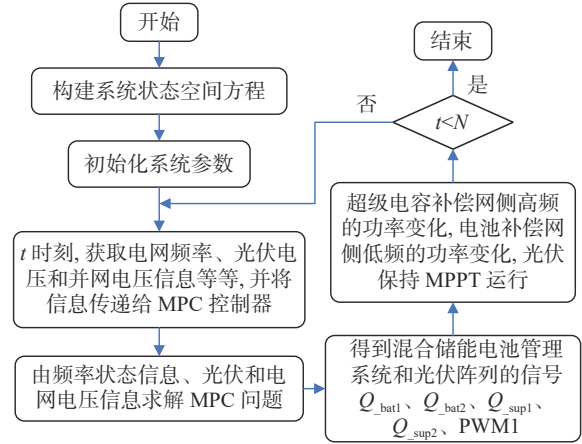 开始
构建系统状态空间方程
初始化系统参数
t 时刻, 获取电网频率、光伏电
压和并网电压信息等等, 并将
信息传递给 MPC 控制器
由频率状态信息、光伏和电
网电压信息求解 MPC 问题
得到混合储能电池管理
系统和光伏阵列的信号
Q_bat1、Q_bat2、Q_sup1、
Q_sup2、PWM1
超级电容补偿网侧高频
的功率变化, 电池补偿网
侧低频的功率变化, 光伏
保持 MPPT 运行
t<N
否
是
结束